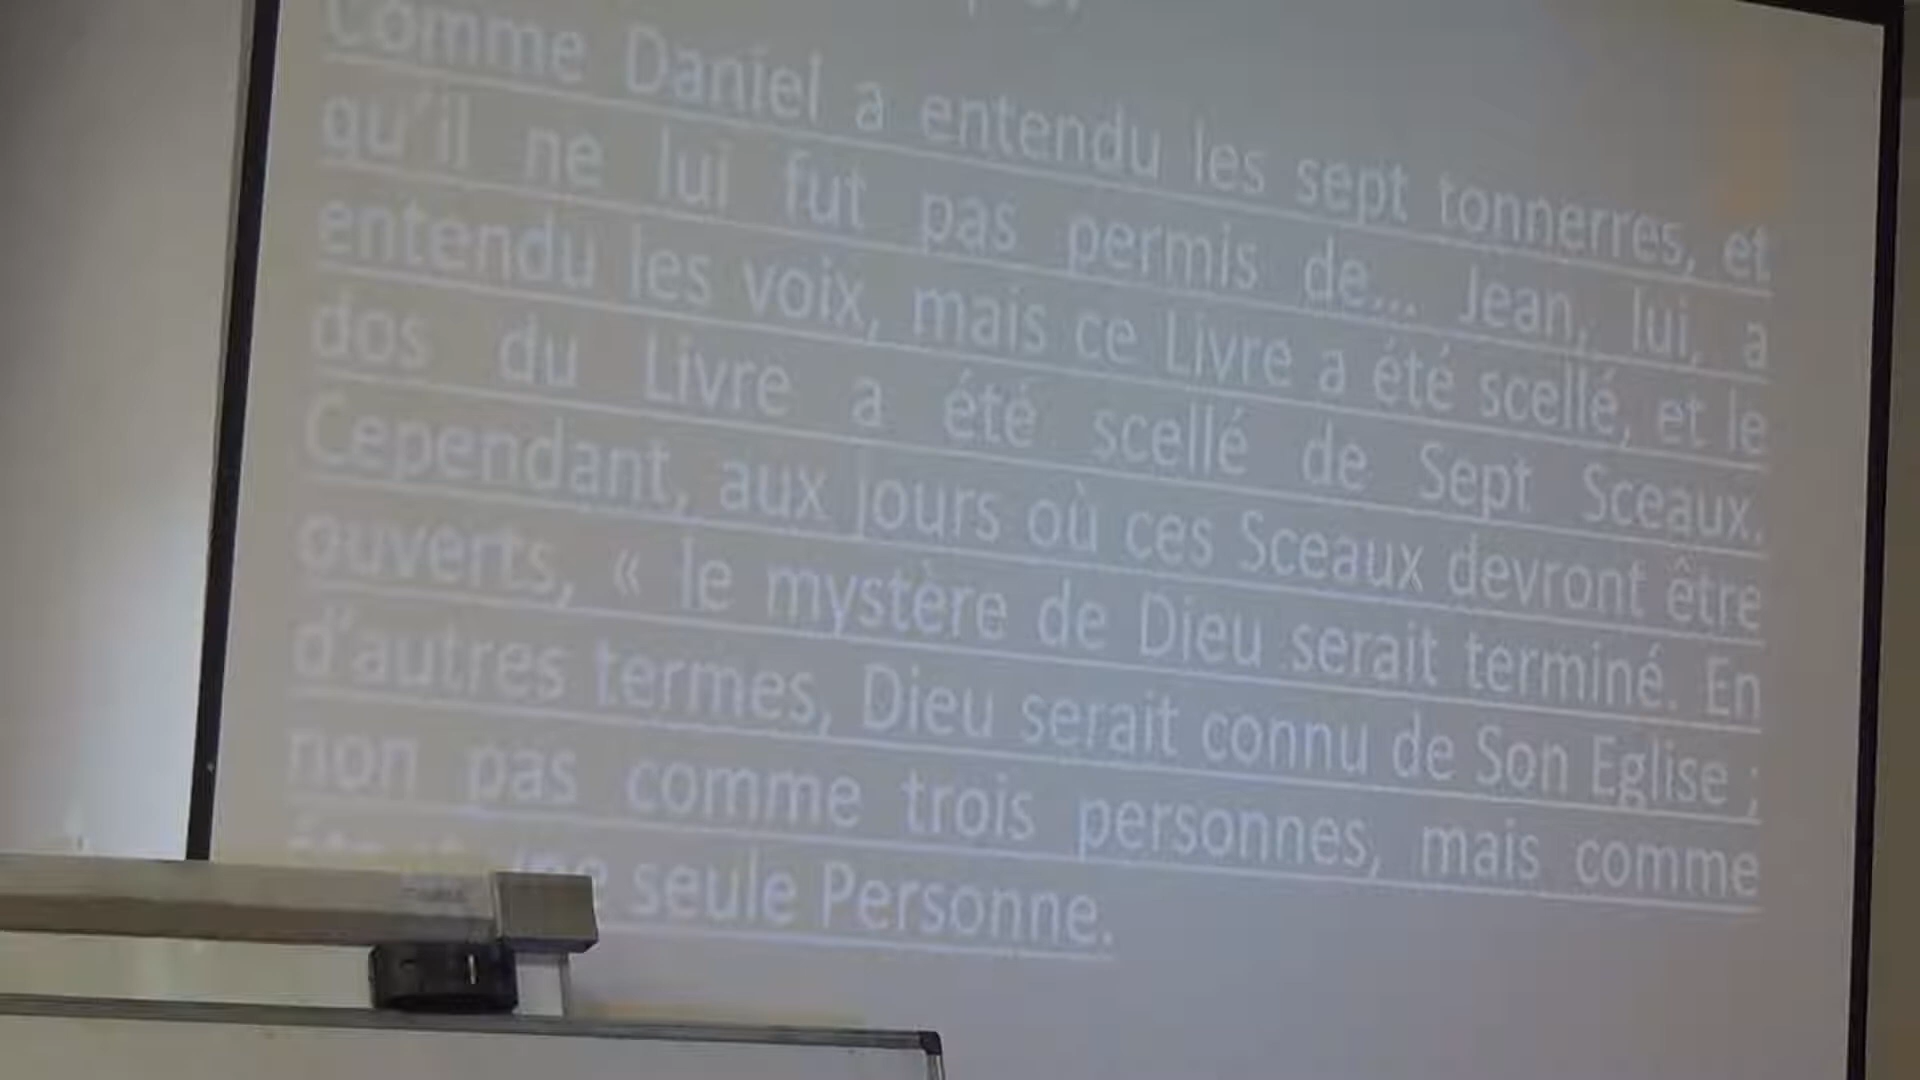 Comme Daniel a entendu les sept tonnerres, et
qu'il ne lui fut pas permis de... Jean, lui, a
entendu les voix, mais ce Livre a été scellé, et le
dos du Livre a été scellé de Sept Sceaux.
Cependant, aux jours où ces Sceaux devront être
ouverts, « le mystère de Dieu serait terminé. En
d'autres termes, Dieu serait connu de Son Eglise ;
non pas comme trois personnes, mais comme
seule Personne.